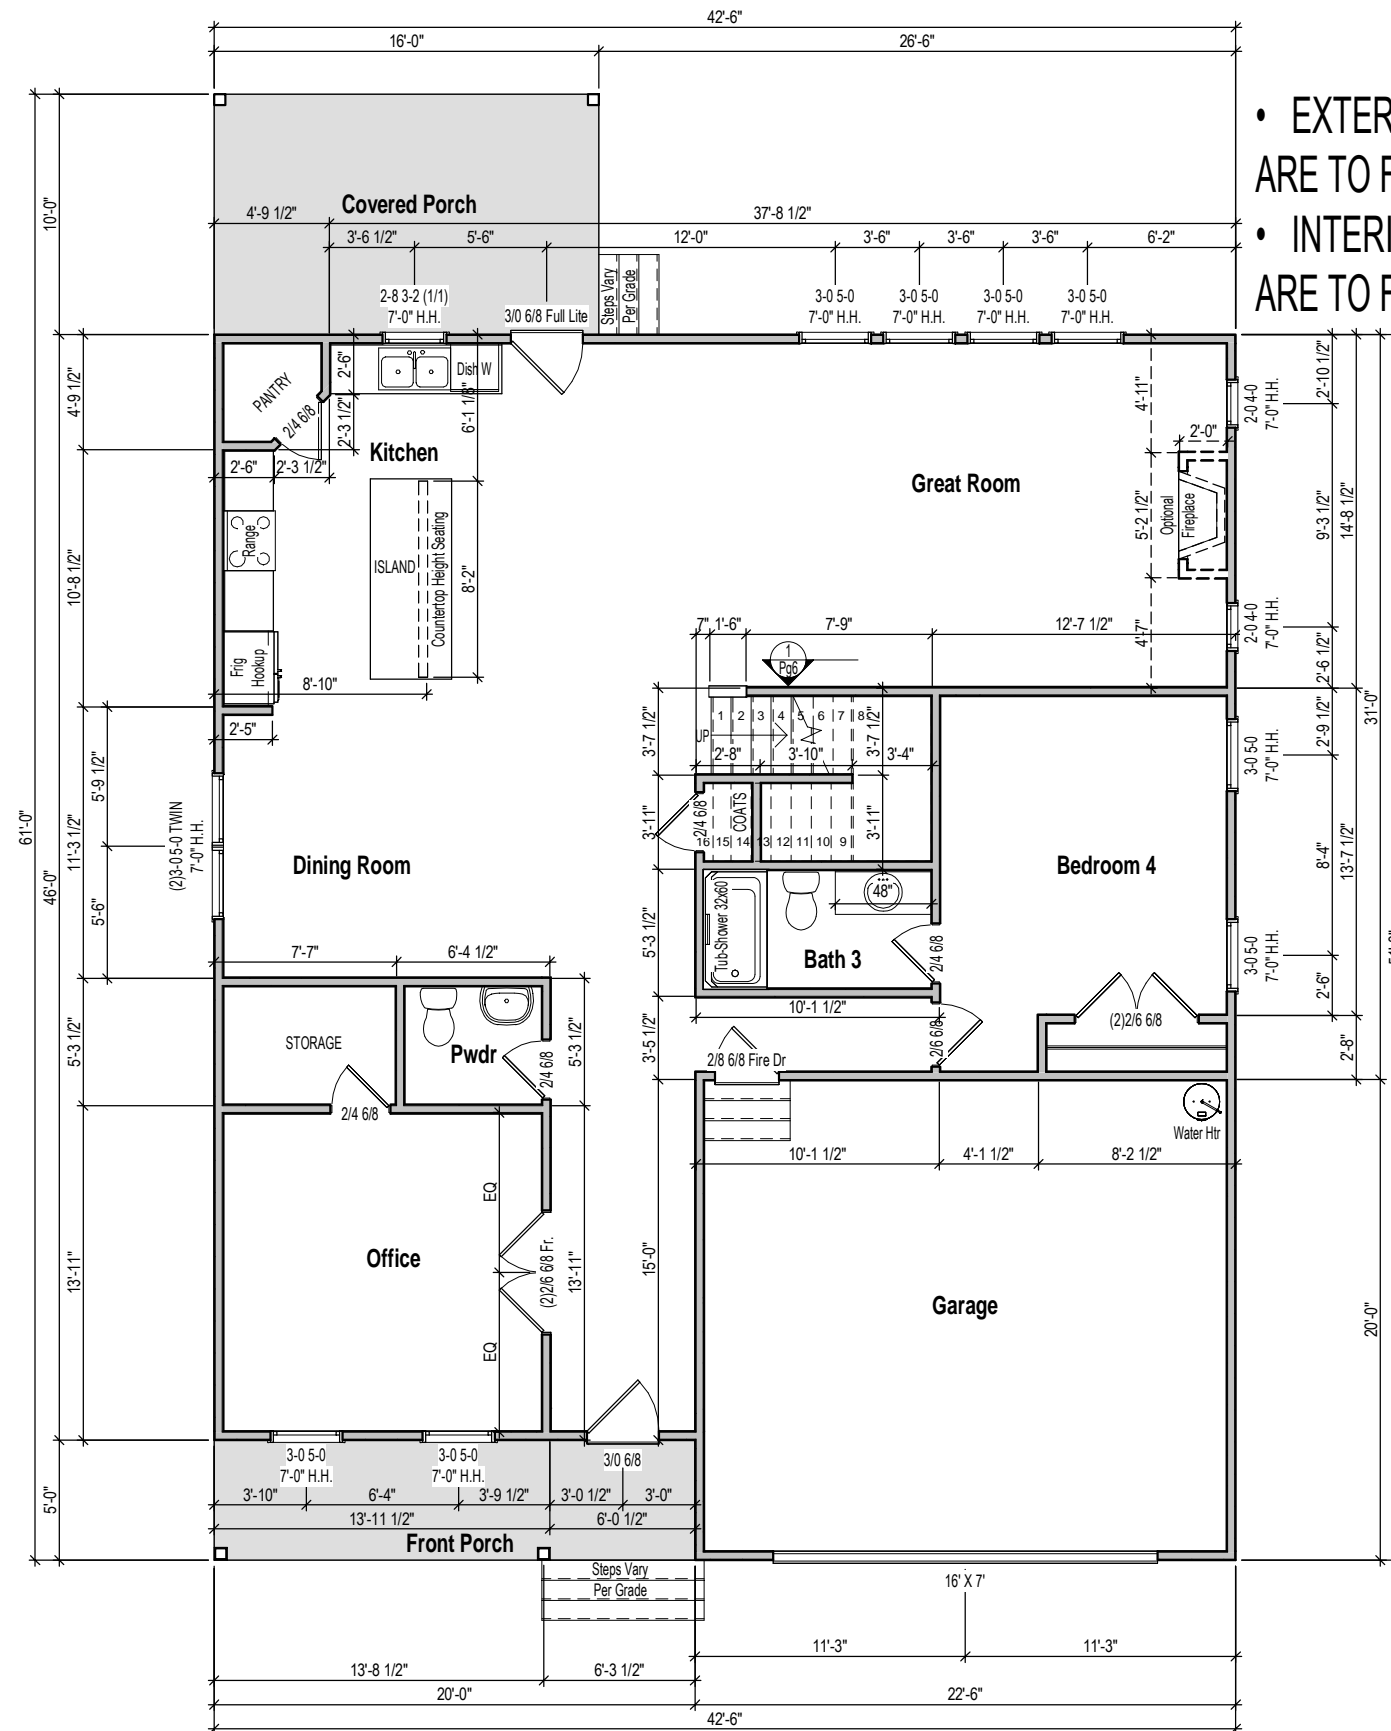 42'-6"
16'-0"
26'-6"
• EXTER
ARE TO F
• INTERI
ARE TO F
10'-0"
Covered Porch
4'-9 1/2"
37'-8 1/2"
3'-6 1/2"
5'-6"
12'-0"
3'-6"
3'-6"
3'-6"
6'-2"
Steps Vary
Per Grade
2-8 3-2 (1/1)
7'-0" H.H.
3/0 6/8 Full Lite
3-0 5-0
7'-0" H.H.
3-0 5-0
7'-0" H.H.
3-0 5-0
7'-0" H.H.
3-0 5-0
7'-0" H.H.
4'-9 1/2"
PANTRY
2/4 6/8
2'-6"
2'-3 1/2"
Dish W
6'-1 1/8"
Kitchen
2'-6"
2'-3 1/2"
Great Room
4'-11"
2'-0"
2-0 4-0
7'-0" H.H.
2'-10 1/2"
Range
ISLAND
Countertop Height Seating
8'-2"
5'-2 1/2"
Optional
Fireplace
9'-3 1/2"
14'-8 1/2"
10'-8 1/2"
Frig
Hookup
8'-10"
7"
1'-6"
7'-9"
12'-7 1/2"
4'-7"
2-0 4-0
7'-0" H.H.
2'-6 1/2"
1
Pg6
2'-5"
3'-7 1/2"
1
2
3
4
5
6
7
8
UP
3'-7 1/2"
2'-8"
3'-10"
3'-4"
3-0 5-0
7'-0" H.H.
2'-9 1/2"
31'-0"
61'-0"
46'-0"
11'-3 1/2"
5'-9 1/2"
5'-6"
(2)3-0 5-0 TWIN
7'-0" H.H.
Dining Room
3'-11"
2/4 6/8
COATS
16
15
14
13
12
11
10
9
3'-11"
Bedroom 4
8'-4"
13'-7 1/2"
5'-3 1/2"
Tub-Shower 32x60
48"
Bath 3
2/4 6/8
3-0 5-0
7'-0" H.H.
2'-6"
7'-7"
6'-4 1/2"
10'-1 1/2"
5'-3 1/2"
STORAGE
Pwdr
2/4 6/8
2/4 6/8
5'-3 1/2"
3'-5 1/2"
2/8 6/8 Fire Dr
2/6 6/8
(2)2/6 6/8
2'-8"
Water Htr
10'-1 1/2"
4'-1 1/2"
8'-2 1/2"
13'-11"
Office
EQ
EQ
(2)2/6 6/8 Fr.
13'-11"
15'-0"
Garage
20'-0"
5'-0"
3-0 5-0
7'-0" H.H.
3-0 5-0
7'-0" H.H.
3/0 6/8
3'-10"
6'-4"
3'-9 1/2"
3'-0 1/2"
3'-0"
13'-11 1/2"
6'-0 1/2"
Front Porch
Steps Vary
Per Grade
16' X 7'
11'-3"
11'-3"
13'-8 1/2"
6'-3 1/2"
20'-0"
22'-6"
42'-6"